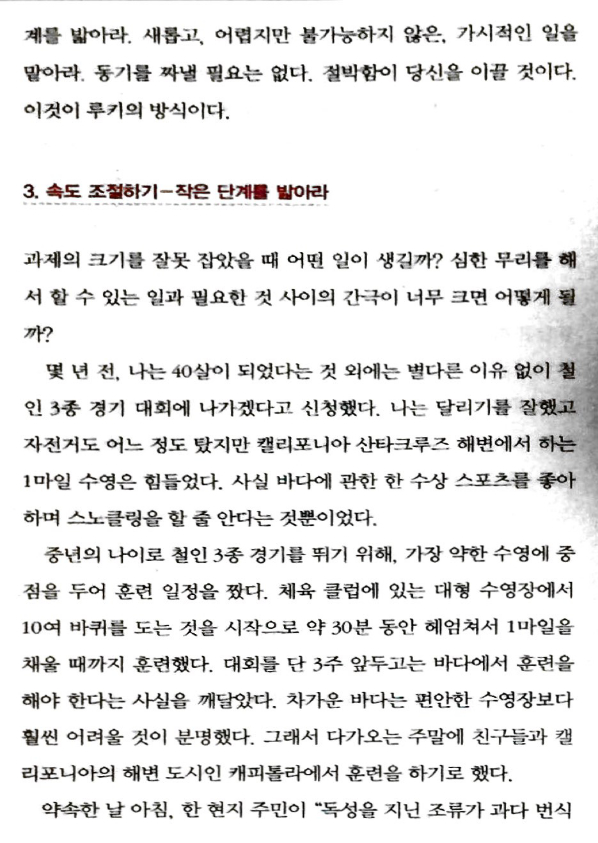 계를 밟아라. 새롭고, 어렵지만 불가능하지 않은, 가시적인 일을
맡아라. 동기를 짜낼 필요는 없다. 절박함이 당신을 이끌 것이다.
이것이 루키의 방식이다.
3. 속도 조절하기-작은 단계를 밟아라
과제의 크기를 잘못 잡았을 때 어떤 일이 생길까? 심한 무리를 해
서 할 수 있는 일과 필요한 것 사이의 간극이 너무 크면 어떻게 될
까?
몇 년 전, 나는 40살이 되었다는 것 외에는 별다른 이유 없이 철
인 3종 경기 대회에 나가겠다고 신청했다. 나는 달리기를 잘했고
자전거도 어느 정도 탔지만 캘리포니아 산타크루즈 해변에서 하는
1마일 수영은 힘들었다. 사실 바다에 관한 한 수상 스포츠를 좋아
하며 스노클링을 할 줄 안다는 것뿐이었다.
중년의 나이로 철인 3종 경기를 뛰기 위해, 가장 약한 수영에 중
점을 두어 훈련 일정을 짰다. 체육 클럽에 있는 대형 수영장에서
10여 바퀴를 도는 것을 시작으로 약 30분 동안 헤엄쳐서 1마일을
채울 때까지 훈련했다. 대회를 단 3주 앞두고는 바다에서 훈련을
해야 한다는 사실을 깨달았다. 차가운 바다는 편안한 수영장보다
훨씬 어려울 것이 분명했다. 그래서 다가오는 주말에 친구들과 캘
리포니아의 해변 도시인 캐피톨라에서 훈련을 하기로 했다.
약속한 날 아침, 한 현지 주민이 “독성을 지닌 조류가 과다 번식